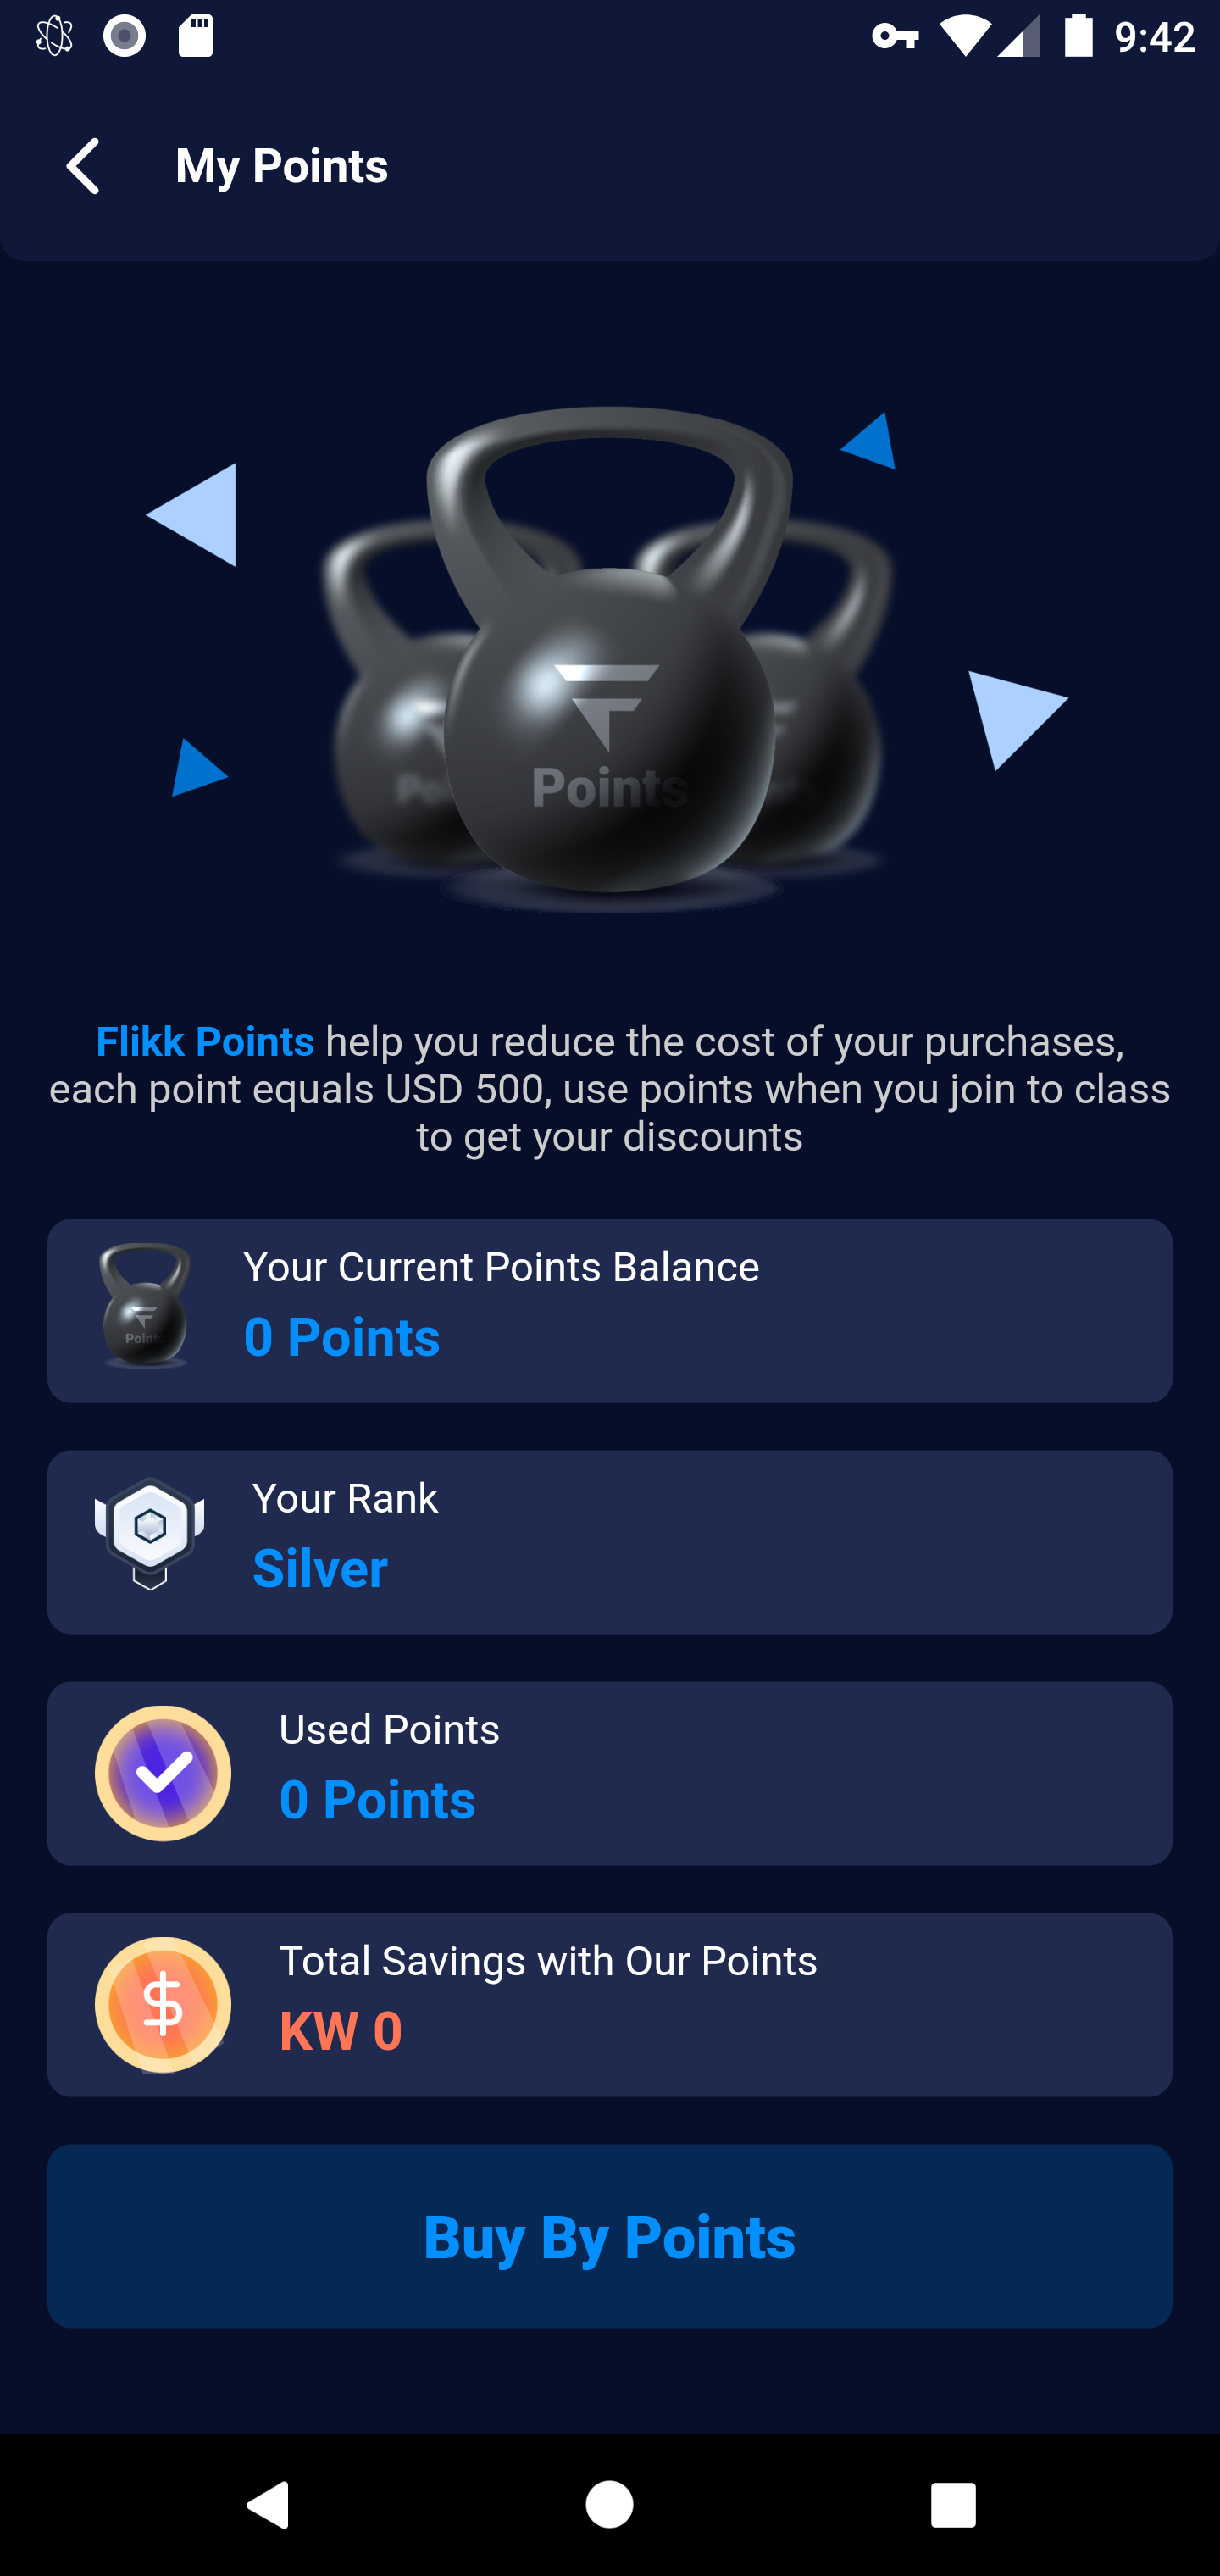 9:42
My Points
Points
Flikk Points help you reduce the cost of your purchases,
each point equals USD 500, use points when you join to class
to get your discounts
Your Current Points Balance
0 Points
Points
Your Rank
Silver
Used Points
0 Points
Total Savings with Our Points
KW 0
Buy By Points